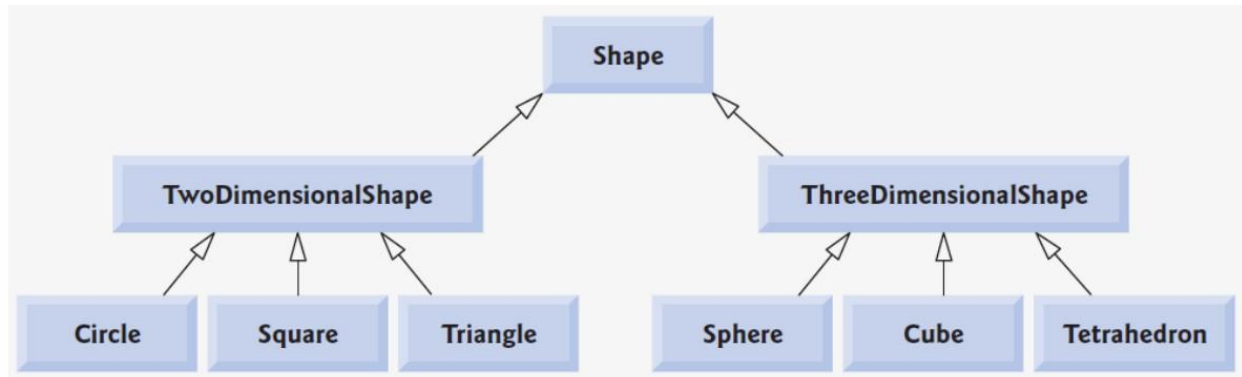 Shape
TwoDimensionalShape
ThreeDimensionalShape
Circle
Square
Triangle
Sphere
Cube
Tetrahedron